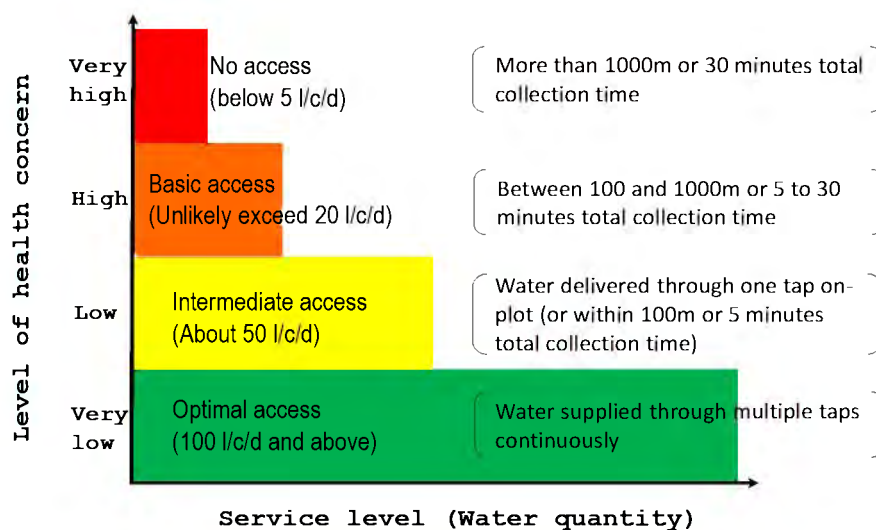 Level of health concern
Very
high
No access
(below 5 l/c/d)
More than 1000m or 30 minutes total
collection time
High
Basic access
(Unlikely exceed 20 l/c/d)
Between 100 and 1000m or 5 to 30
minutes total collection time
Low
Intermediate access
(About 50 l/c/d)
Water delivered through one tap on-
plot (or within 100m or 5 minutes
total collection time)
Very
low
Optimal access
(100 l/c/d and above)
Water supplied through multiple taps
continuously
Service level (Water quantity)